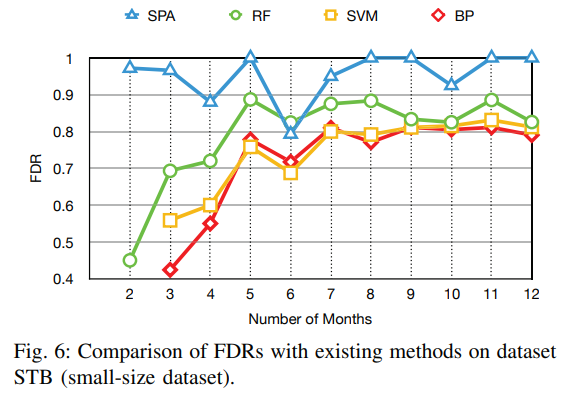 SPA RF SVM BP
1
0.9
0.8
0.7
0.6
0.5
0.4
FDR
2 3 4 5 6 7 8 9 10 11 12
Number of Months
Fig. 6: Comparison of FDRs with existing methods on dataset
STB (small-size dataset).